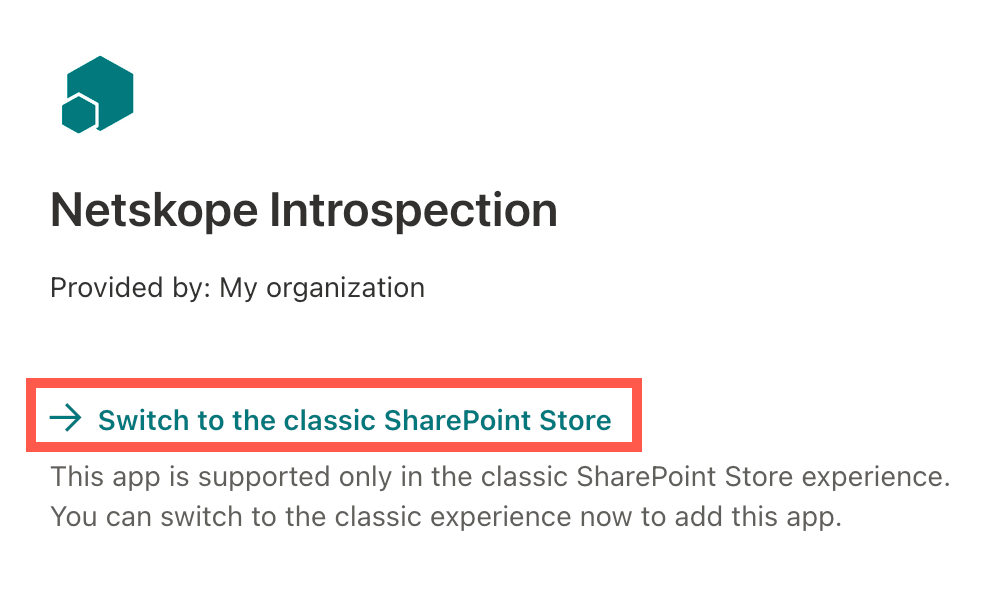 Netskope Introspection
Provided by: My organization
Switch to the classic SharePoint Store
This app is supported only in the classic SharePoint Store experience.
You can switch to the classic experience now to add this app.